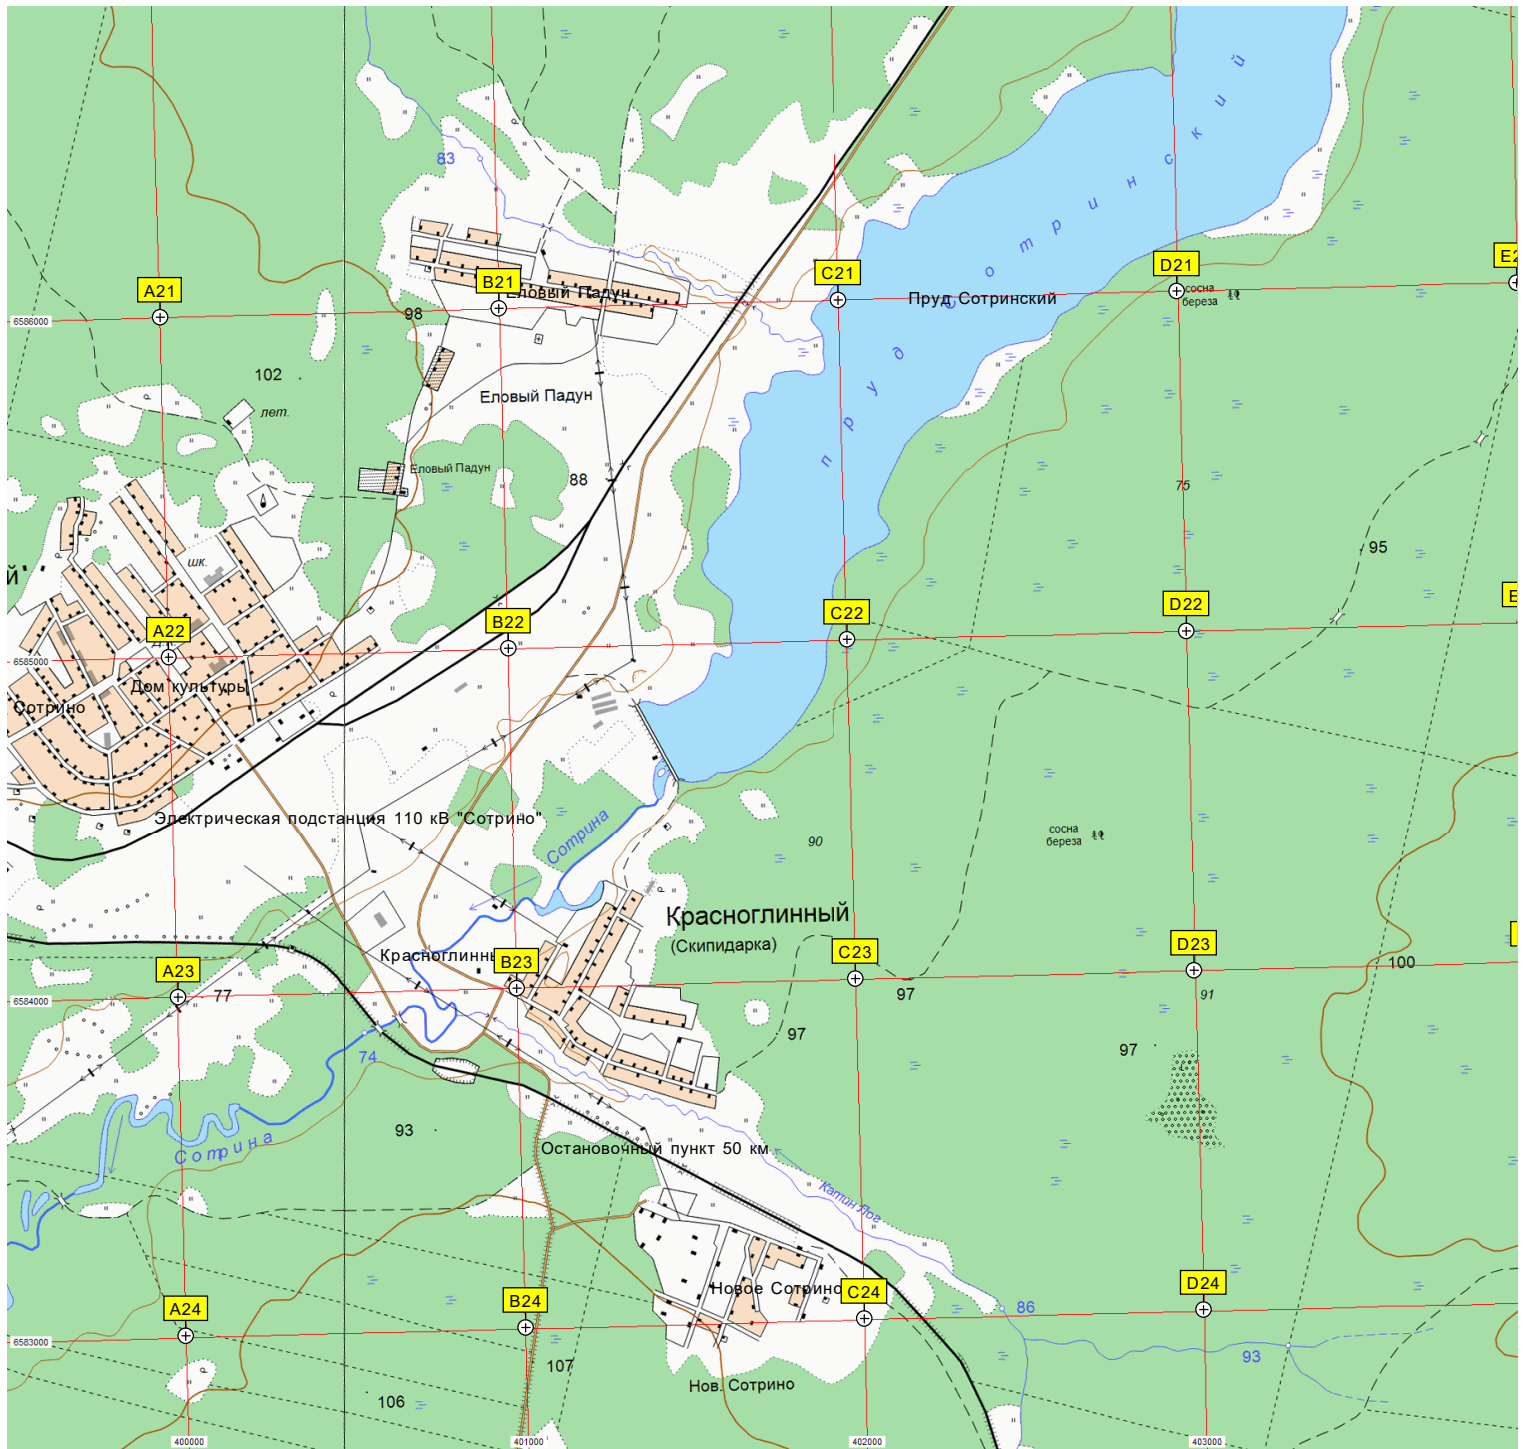 83
A21
B21
C21
D21
E2
Еловый Падун
Пруд Сотринский
пруд Сотринский
сосна
береза
6586000
98
102
лет.
Еловый Падун
Еловый Падун
88
75
95
шк.
й
A22
B22
C22
D22
E
6585000
Дом культуры
Сотрино
Электрическая подстанция 110 кВ "Сотрино"
Сотрина
90
сосна
береза
Красноглинный
(Скипидарка)
Красноглинн
A23
B23
C23
D23
6584000
77
97
91
100
97
97
74
93
Сотрина
Остановочный пункт 50 км
Катин Лог
Новое Сотрино
A24
B24
C24
D24
86
6583000
93
107
Нов. Сотрино
106
400000
401000
402000
403000